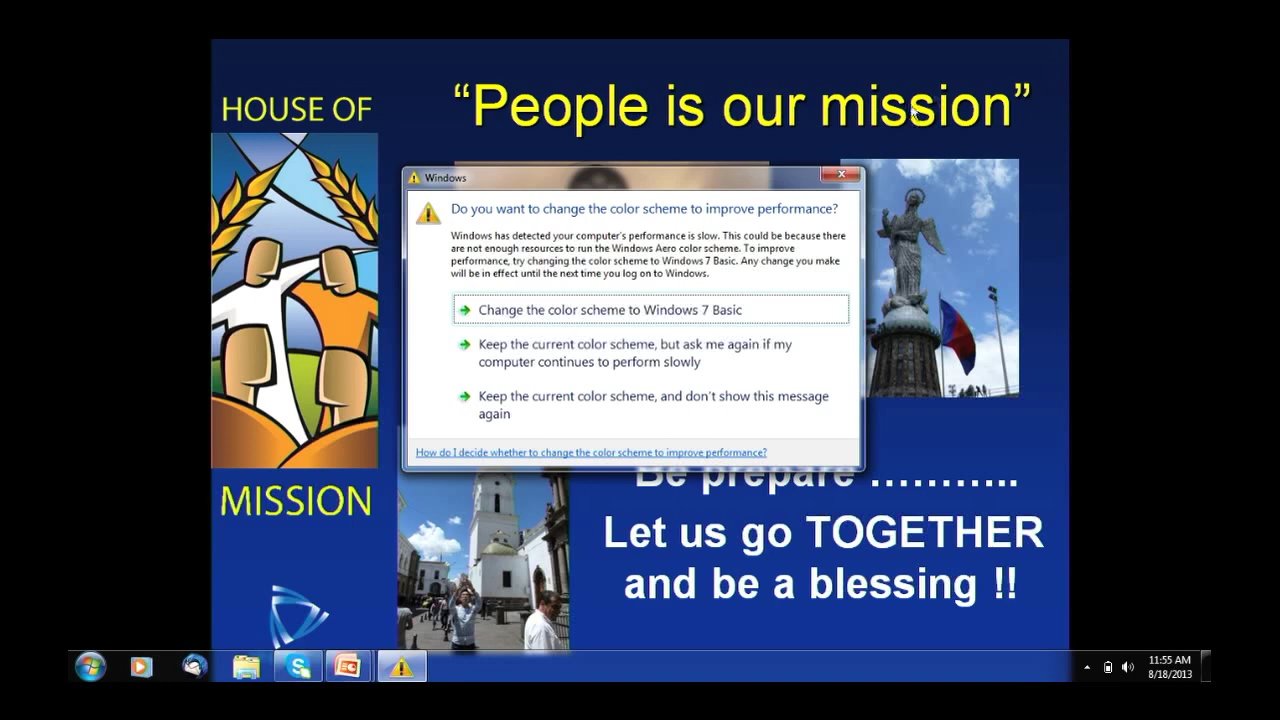 HOUSE OF
“People is our mission”
Windows
Do you want to change the color scheme to improve performance?
Windows has detected your computer's performance is slow. This could be because there
are not enough resources to run the Windows Aero color scheme. To improve
performance, try changing the color scheme to Windows 7 Basic. Any change you make
will be in effect until the next time you log on to Windows.
Change the color scheme to Windows 7 Basic
Keep the current color scheme, but ask me again if my
computer continues to perform slowly
Keep the current color scheme, and don't show this message
again
How do I decide whether to change the color scheme to improve performance?
MISSION
Be prepare ………..
Let us go TOGETHER
and be a blessing !!
11:55 AM
8/18/2013